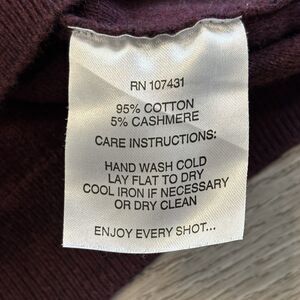 RN 107431
95% COTTON
5% CASHMERE
CARE INSTRUCTIONS:
HAND WASH COLD
LAY FLAT TO DRY
COOL IRON IF NECESSARY
OR DRY CLEAN
ENJOY EVERY SHOT...